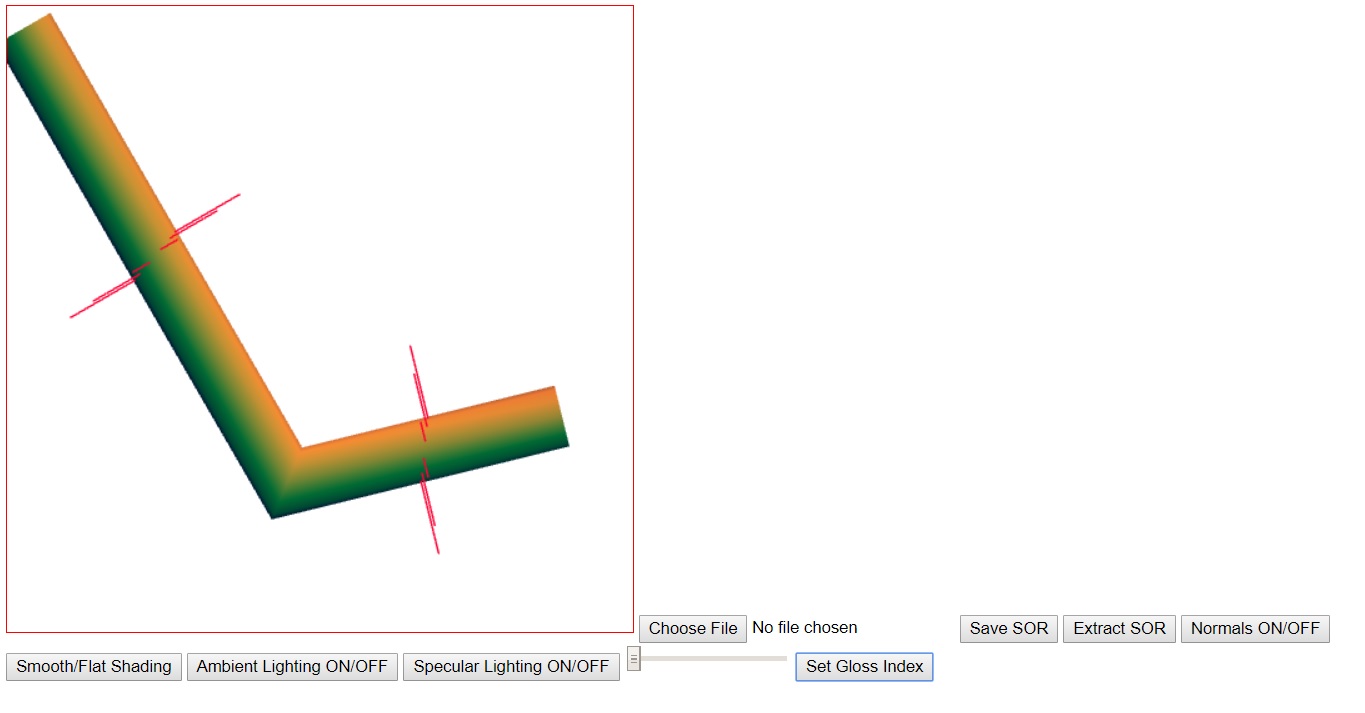 Choose File No file chosen Save SOR Extract SOR Normals ON/OFF
Smooth/Flat Shading Ambient Lighting ON/OFF Specular Lighting ON/OFF Set Gloss Index